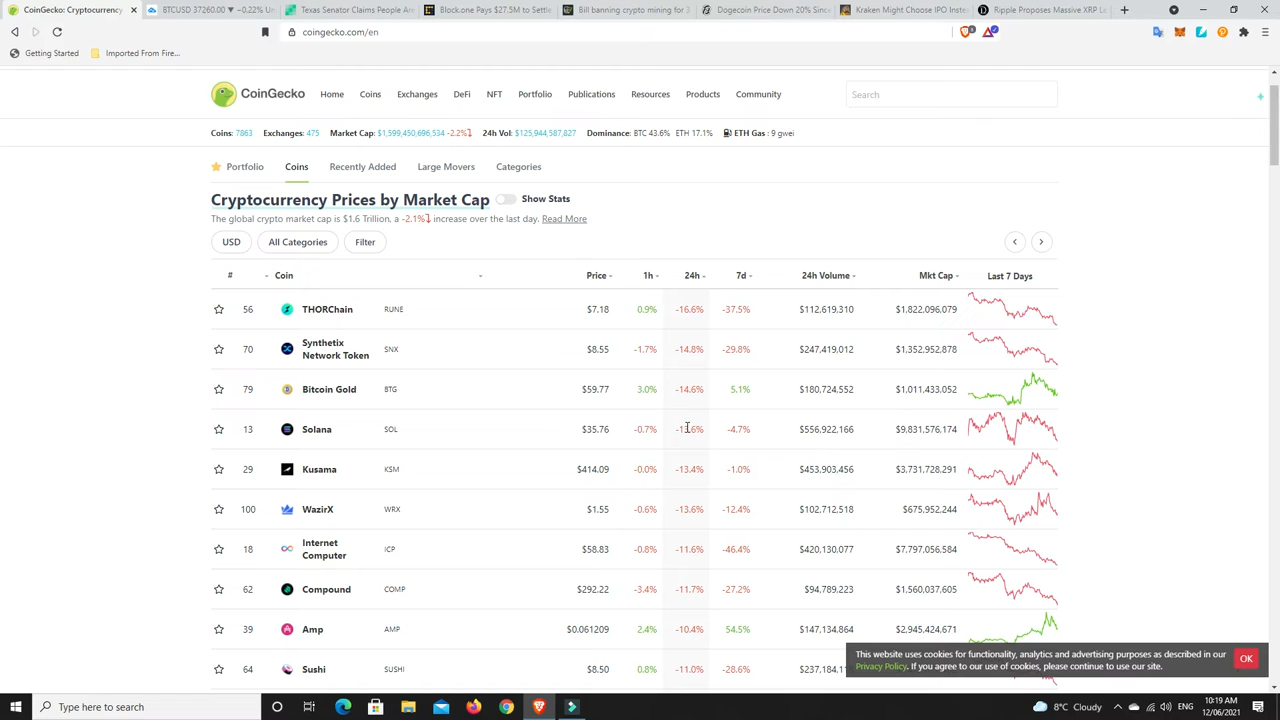 CoinGecko: Cryptocurrency
BTCUSD 37260.00 ▼ −0.22% Un
Texas Senator Claims People Are
Block.one Pays $27.5M to Settle
Bill banning crypto mining for 3
Dogecoin Price Down 20% Since
Kraken Might Choose IPO Instea
Ripple Proposes Massive XRP Le
coingecko.com/en
Getting Started
Imported From Fire...
CoinGecko
Home
Coins
Exchanges
DeFi
NFT
Portfolio
Publications
Resources
Products
Community
Search
Coins: 7863
Exchanges: 475
Market Cap: $1,599,450,696,534 -2.2%
24h Vol: $125,944,587,827
Dominance: BTC 43.6% ETH 17.1%
ETH Gas: 9 gwei
Portfolio
Coins
Recently Added
Large Movers
Categories
Cryptocurrency Prices by Market Cap
Show Stats
The global crypto market cap is $1.6 Trillion, a -2.1% increase over the last day. Read More
USD
All Categories
Filter
# Coin Price 1h 24h 7d 24h Volume Mkt Cap Last 7 Days
56 THORChain RUNE $7.18 0.9% -16.6% -37.5% $112,619,310 $1,822,096,079
70 Synthetix Network Token SNX $8.55 -1.7% -14.8% -29.8% $247,419,012 $1,352,952,878
79 Bitcoin Gold BTG $59.77 3.0% -14.6% 5.1% $180,724,552 $1,011,433,052
13 Solana SOL $35.76 -0.7% -4.7% $556,922,166 $9,831,576,174
29 Kusama KSM $414.09 -0.0% -13.4% -1.0% $453,903,456 $3,731,728,291
100 WazirX WRX $1.55 -0.6% -13.6% -12.4% $102,712,518 $675,952,244
18 Internet Computer ICP $58.83 -0.8% -11.6% -46.4% $420,130,077 $7,797,056,584
62 Compound COMP $292.22 -3.4% -11.7% -27.2% $94,789,223 $1,560,037,605
39 Amp AMP $0.061209 2.4% -10.4% 54.5% $147,134,864 $2,945,424,671
64 Sushi SUSHI $8.50 0.8% -11.0% -28.6% $237,184,1
This website uses cookies for functionality, analytics and advertising purposes as described in our
Privacy Policy. If you agree to our use of cookies, please continue to use our site.
OK
Type here to search
8°C Cloudy
ENG
10:19 AM
12/06/2021